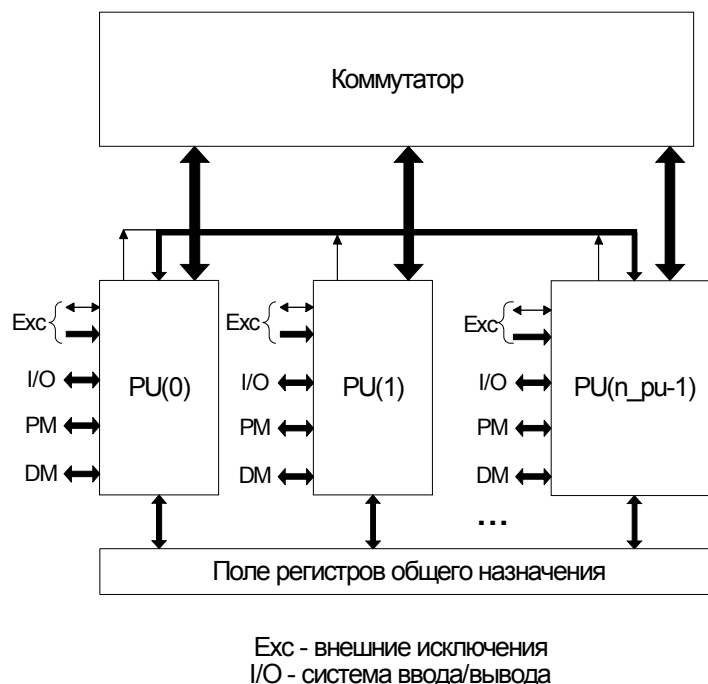 Коммутатор
Exc
I/O
PM
DM
PU(0)
Exc
I/O
PM
DM
PU(1)
Exc
I/O
PM
DM
PU(n_pu-1)
...
Поле регистров общего назначения
Exc - внешние исключения
I/O - система ввода/вывода